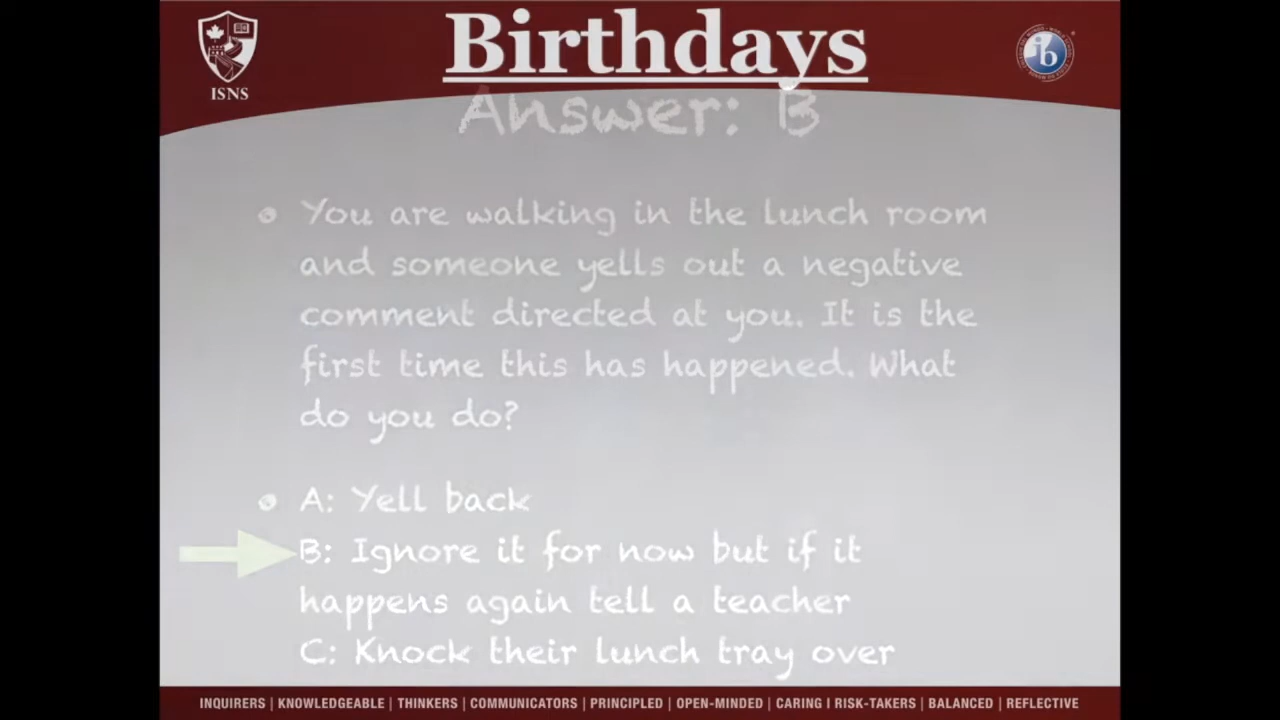 ISNS
Birthdays
ib
Answer: B
• You are walking in the lunch room
and someone yells out a negative
comment directed at you. It is the
first time this has happened. What
do you do?
• A: Yell back
B: Ignore it for now but if it
happens again tell a teacher
C: Knock their lunch tray over
INQUIRERS | KNOWLEDGEABLE | THINKERS | COMMUNICATORS | PRINCIPLED | OPEN-MINDED | CARING I RISK-TAKERS | BALANCED | REFLECTIVE